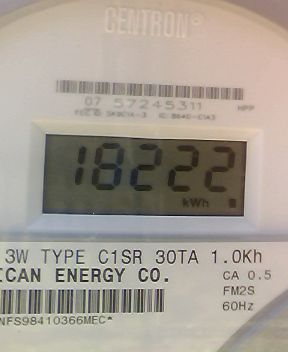 CENTRON®
07 57245311 HPP
18222
kWh
3W TYPE C1SR 30TA 1.0Kh
ICAN ENERGY CO. CA 0.5
FM2S
60Hz
NFS98410366MEC*